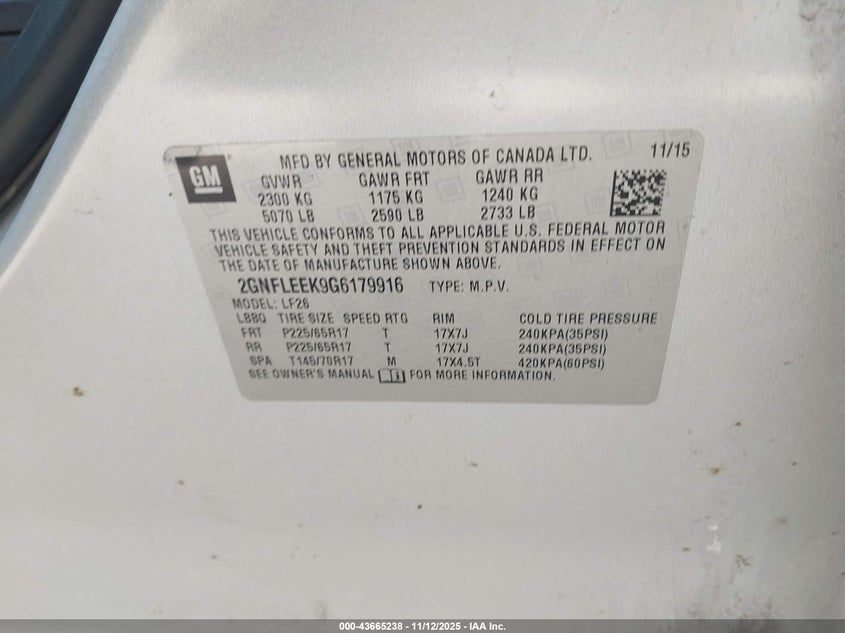 GM
MFD BY GENERAL MOTORS OF CANADA LTD. 11/15
GVWR GAWR FRT GAWR RR
2300 KG 1175 KG 1240 KG
5070 LB 2590 LB 2733 LB
THIS VEHICLE CONFORMS TO ALL APPLICABLE U.S. FEDERAL MOTOR
VEHICLE SAFETY AND THEFT PREVENTION STANDARDS IN EFFECT ON
THE DATE OF MANUFACTURE SHOWN ABOVE.
2GNFLEEK9G6179916 TYPE: M.P.V.
MODEL: LF26
L8BQ TIRE SIZE SPEED RTG RIM COLD TIRE PRESSURE
FRT P225/65R17 T 17X7J 240KPA(35PSI)
RR P225/65R17 T 17X7J 240KPA(35PSI)
SPA T145/70R17 M 17X4.5T 420KPA(60PSI)
SEE OWNER'S MANUAL FOR MORE INFORMATION.
000-43665238 - 11/12/2025 - IAA Inc.